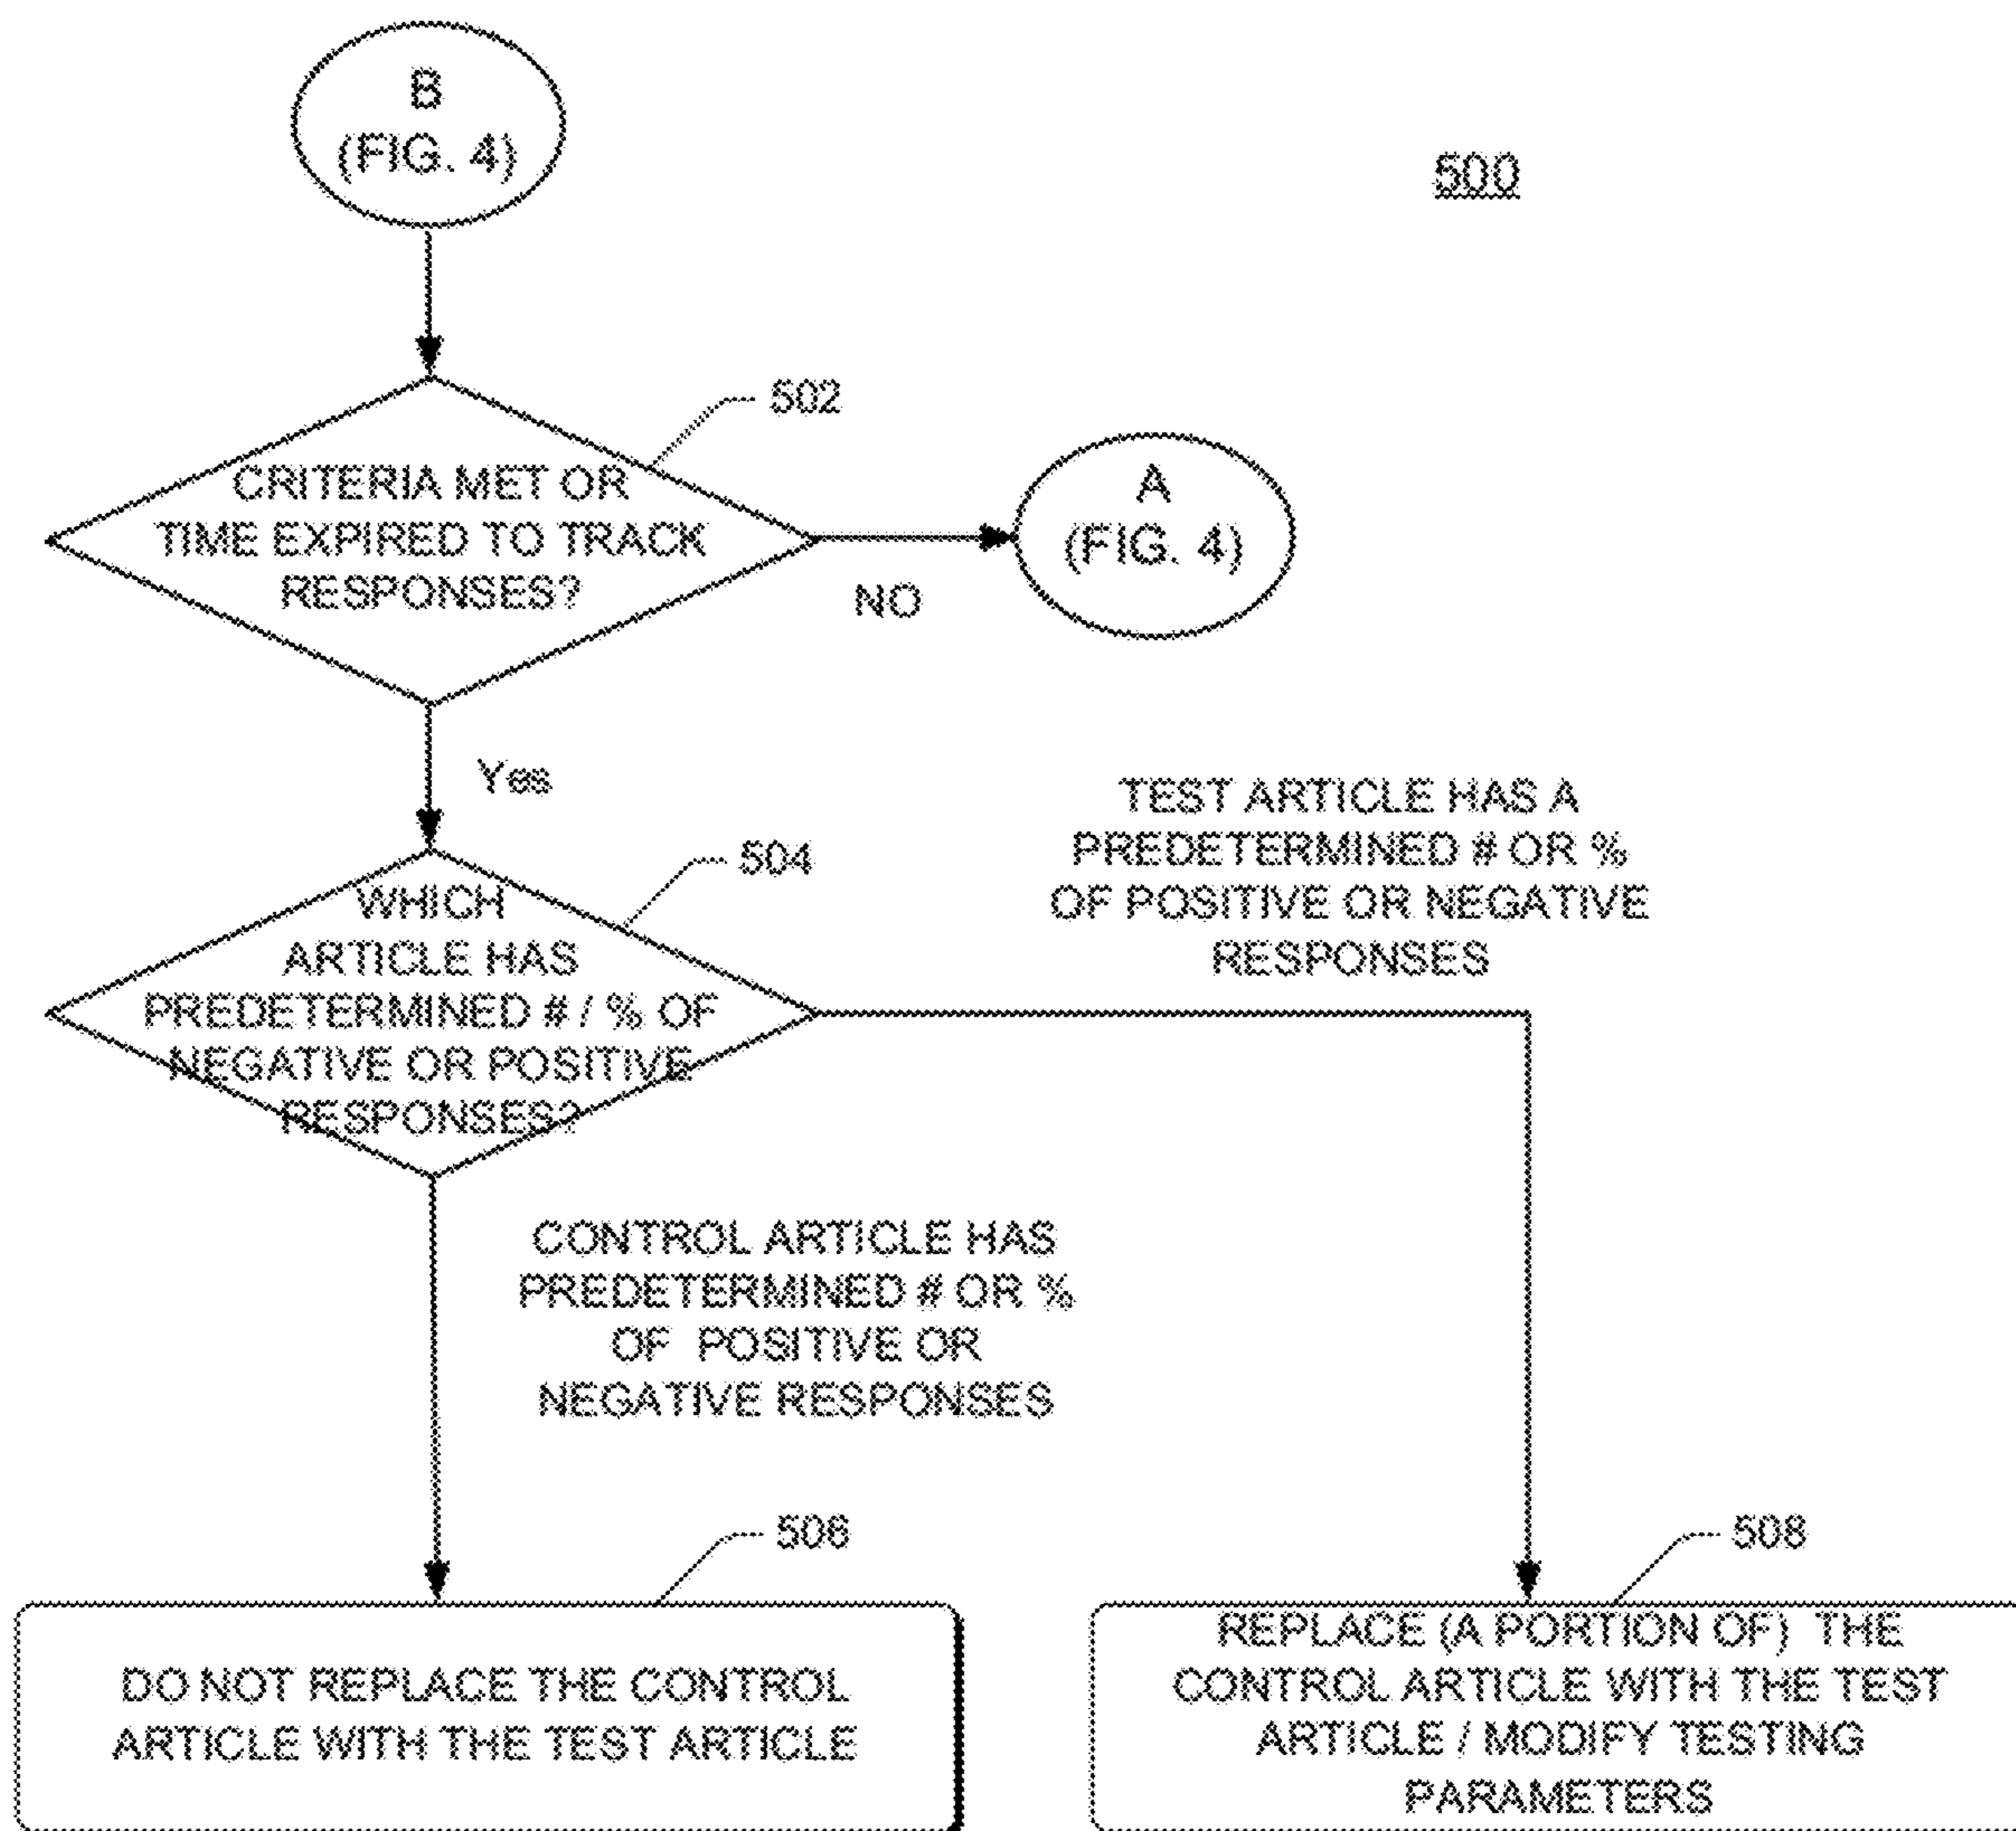 B
(FIG. 4)
500
502
CRITERIA MET OR
TIME EXPIRED TO TRACK
RESPONSES?
NO
A
(FIG. 4)
Yes
504
WHICH
ARTICLE HAS
PREDETERMINED # / % OF
NEGATIVE OR POSITIVE
RESPONSES?
TEST ARTICLE HAS A
PREDETERMINED # OR %
OF POSITIVE OR NEGATIVE
RESPONSES
CONTROL ARTICLE HAS
PREDETERMINED # OR %
OF POSITIVE OR
NEGATIVE RESPONSES
506
DO NOT REPLACE THE CONTROL
ARTICLE WITH THE TEST ARTICLE
508
REPLACE (A PORTION OF) THE
CONTROL ARTICLE WITH THE TEST
ARTICLE / MODIFY TESTING
PARAMETERS